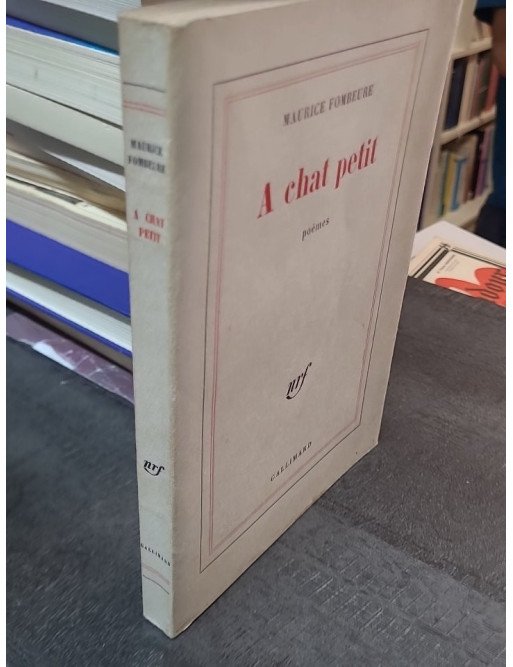 MAURICE FOMBEURE
A chat petit
poèmes
nrf
GALLIMARD
MAURICE
FOMBEURE
A CHAT
PETIT
nrf
GALLIMARD